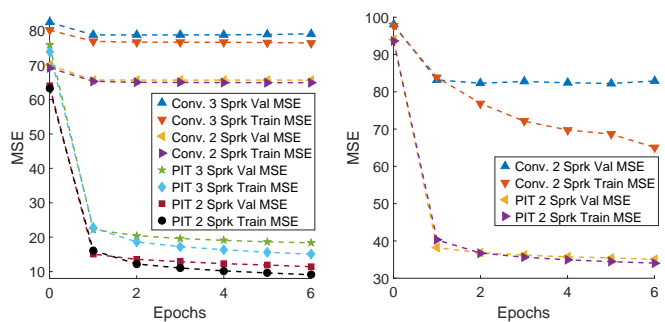 80
70
60
50
40
30
20
10
MSE
0
2
4
6
Epochs
Conv. 3 Sprk Val MSE
Conv. 3 Sprk Train MSE
Conv. 2 Sprk Val MSE
Conv. 2 Sprk Train MSE
PIT 3 Sprk Val MSE
PIT 3 Sprk Train MSE
PIT 2 Sprk Val MSE
PIT 2 Sprk Train MSE
100
90
80
70
60
50
40
30
MSE
0
2
4
6
Epochs
Conv. 2 Sprk Val MSE
Conv. 2 Sprk Train MSE
PIT 2 Sprk Val MSE
PIT 2 Sprk Train MSE